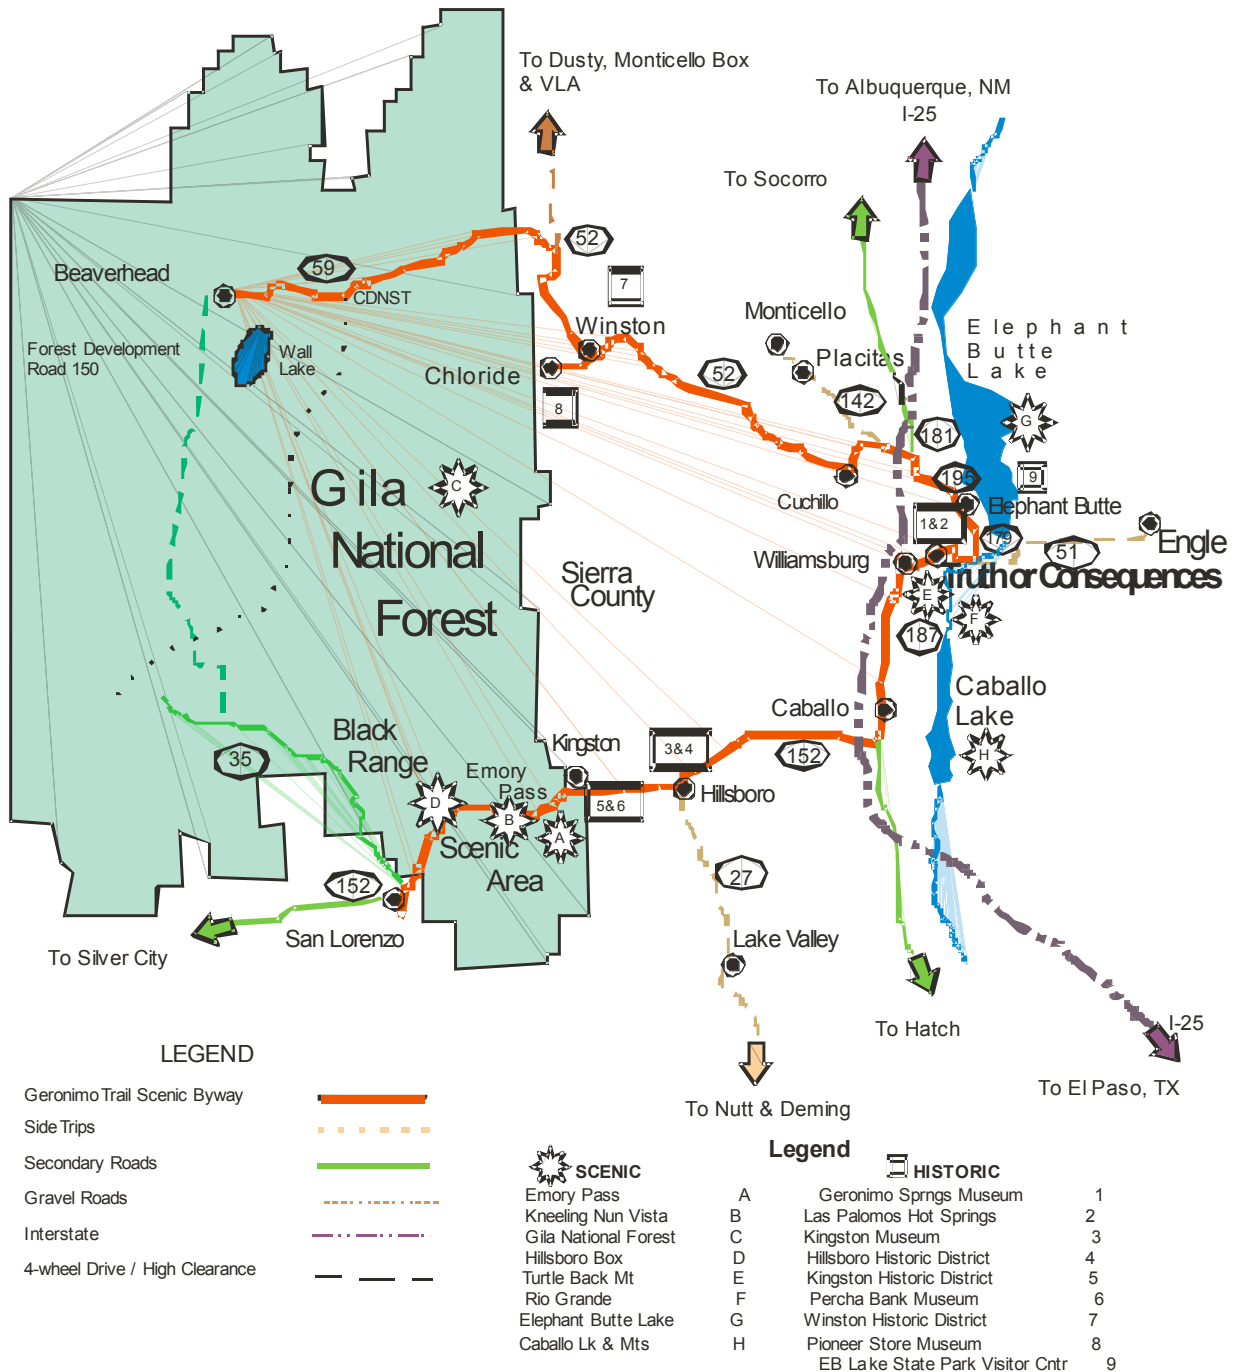 To Dusty, Monticello Box
& VLA
To Albuquerque, NM
I-25
To Socorro
52
59
Beaverhead
CDNST
7
Monticello
Elephant
Butte
Lake
Forest Development
Road 150
Wall
Lake
Winston
Placitas
Chloride
52
142
8
G
181
Gila
National
Forest
C
Cuchillo
195
9
Elephant Butte
1&2
179
51
Engle
Williamsburg
Truth or Consequences
Sierra
County
E
F
187
Caballo
Caballo
Lake
H
35
Black
Range
Kingston
3&4
152
Emory
Pass
D
B
A
5&6
Hillsboro
Scenic
Area
27
152
San Lorenzo
To Silver City
Lake Valley
To Hatch
I-25
To El Paso, TX
To Nutt & Deming
LEGEND
Geronimo Trail Scenic Byway
Side Trips
Secondary Roads
Gravel Roads
Interstate
4-wheel Drive / High Clearance
Legend
SCENIC HISTORIC
Emory Pass A Geronimo Sprngs Museum 1
Kneeling Nun Vista B Las Palomos Hot Springs 2
Gila National Forest C Kingston Museum 3
Hillsboro Box D Hillsboro Historic District 4
Turtle Back Mt E Kingston Historic District 5
Rio Grande F Percha Bank Museum 6
Elephant Butte Lake G Winston Historic District 7
Caballo Lk & Mts H Pioneer Store Museum 8
EB Lake State Park Visitor Cntr 9